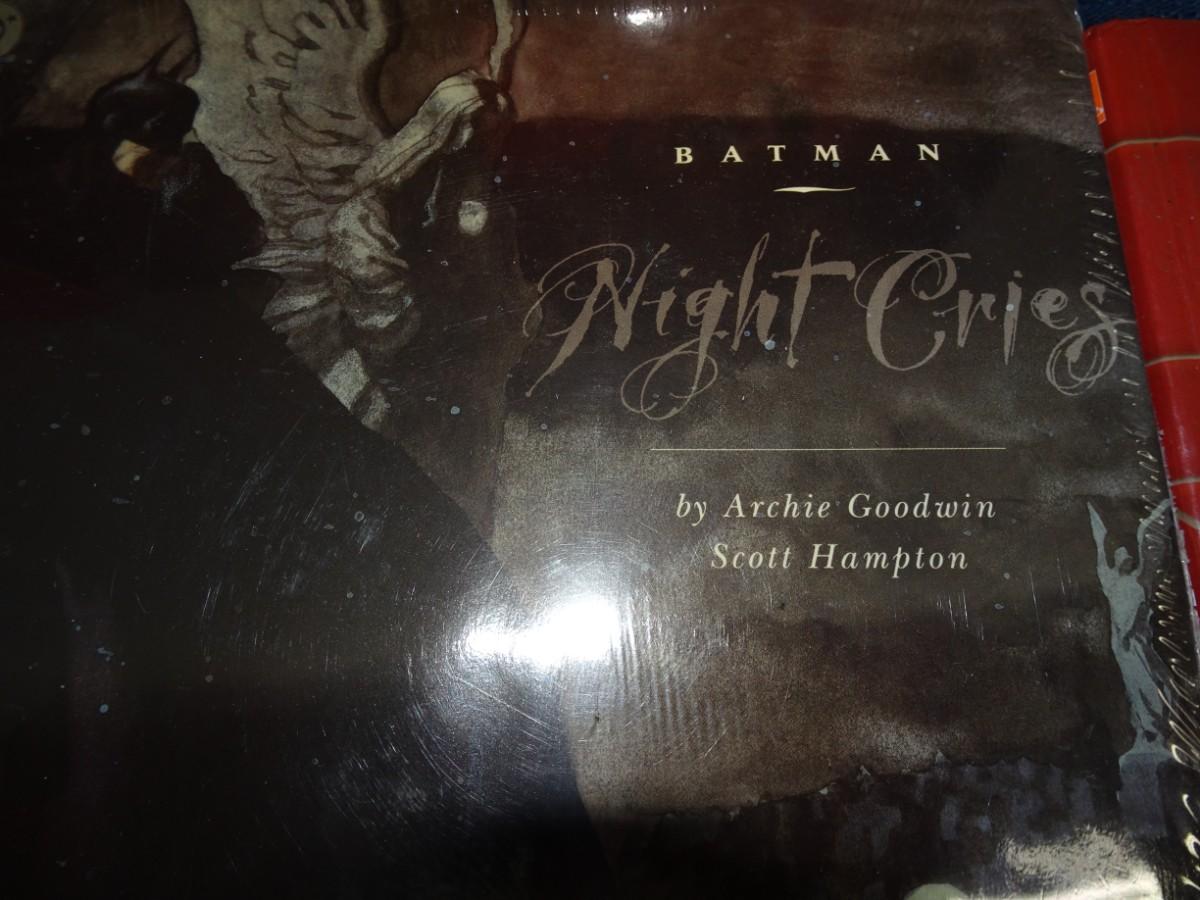 BATMAN
Night Cries
by Archie Goodwin
Scott Hampton